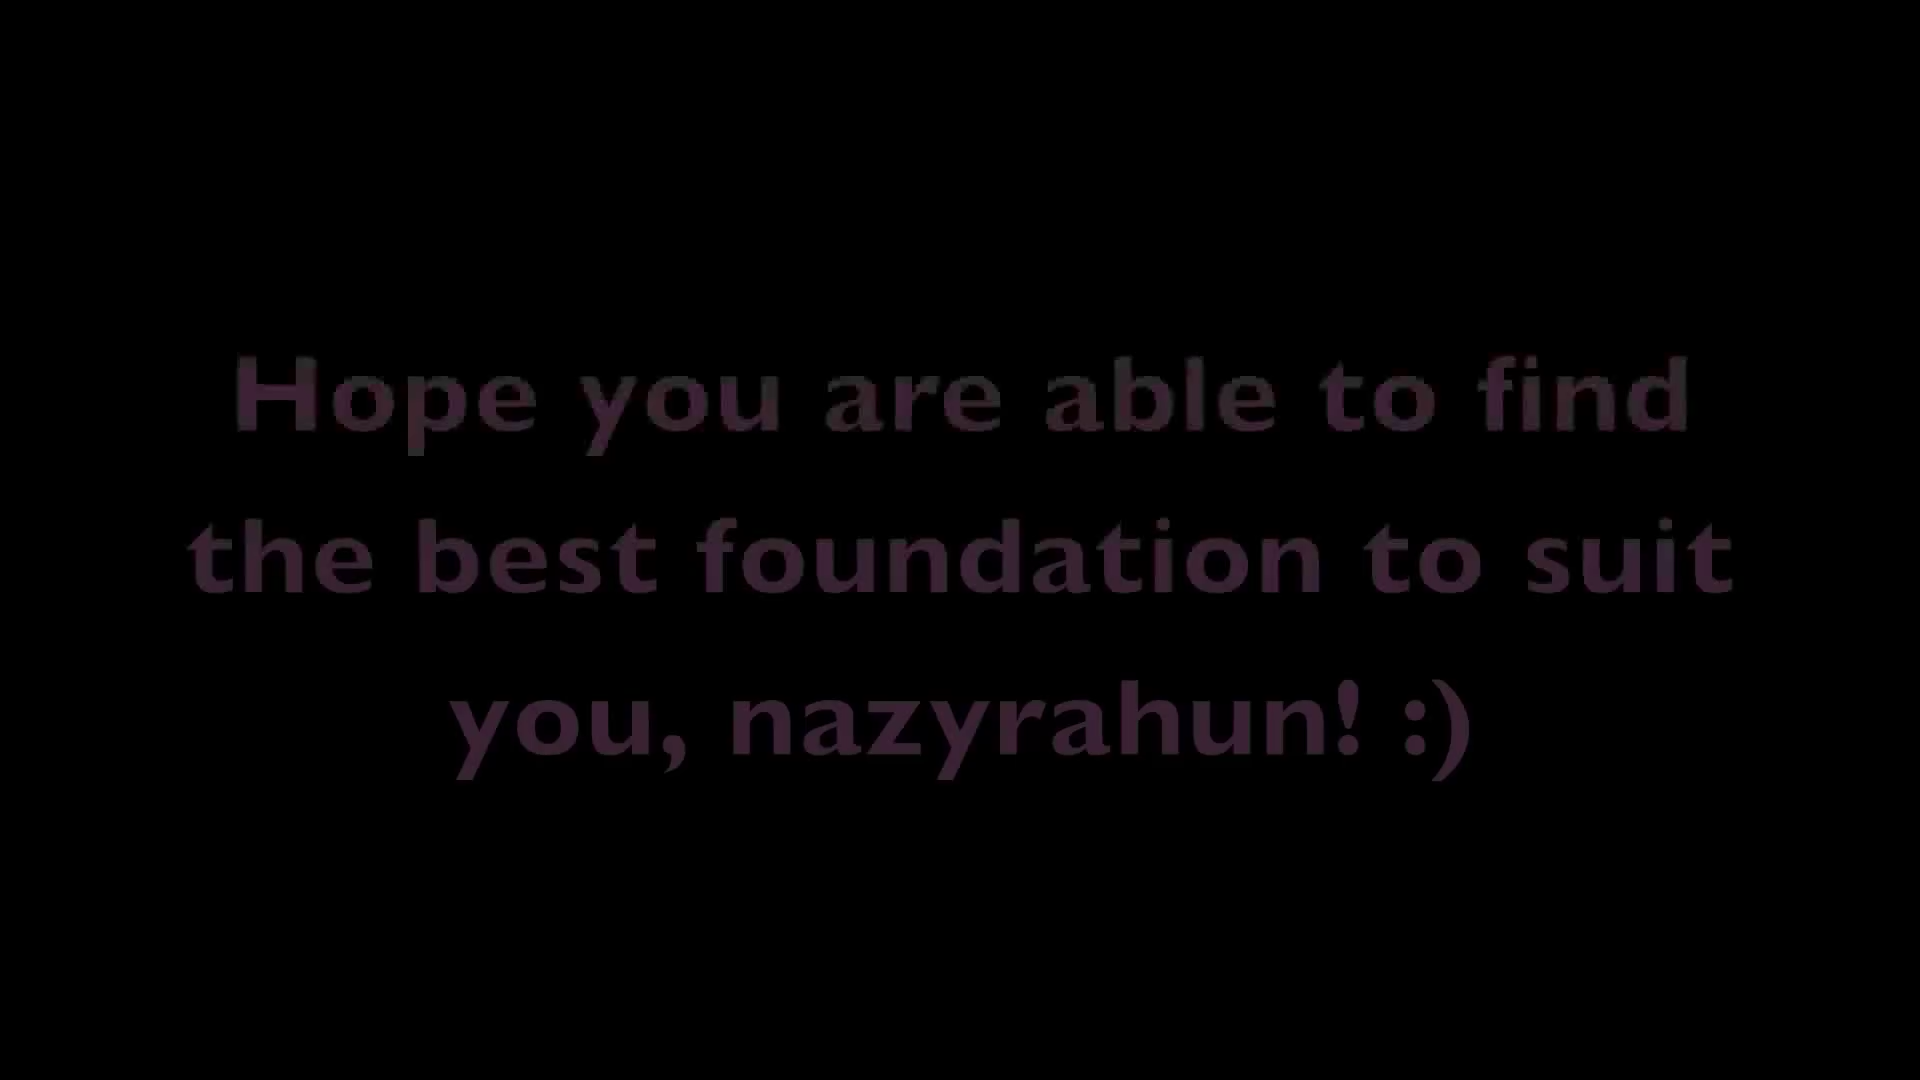 Hope you are able to find
the best foundation to suit
you, nazyrahun! :)